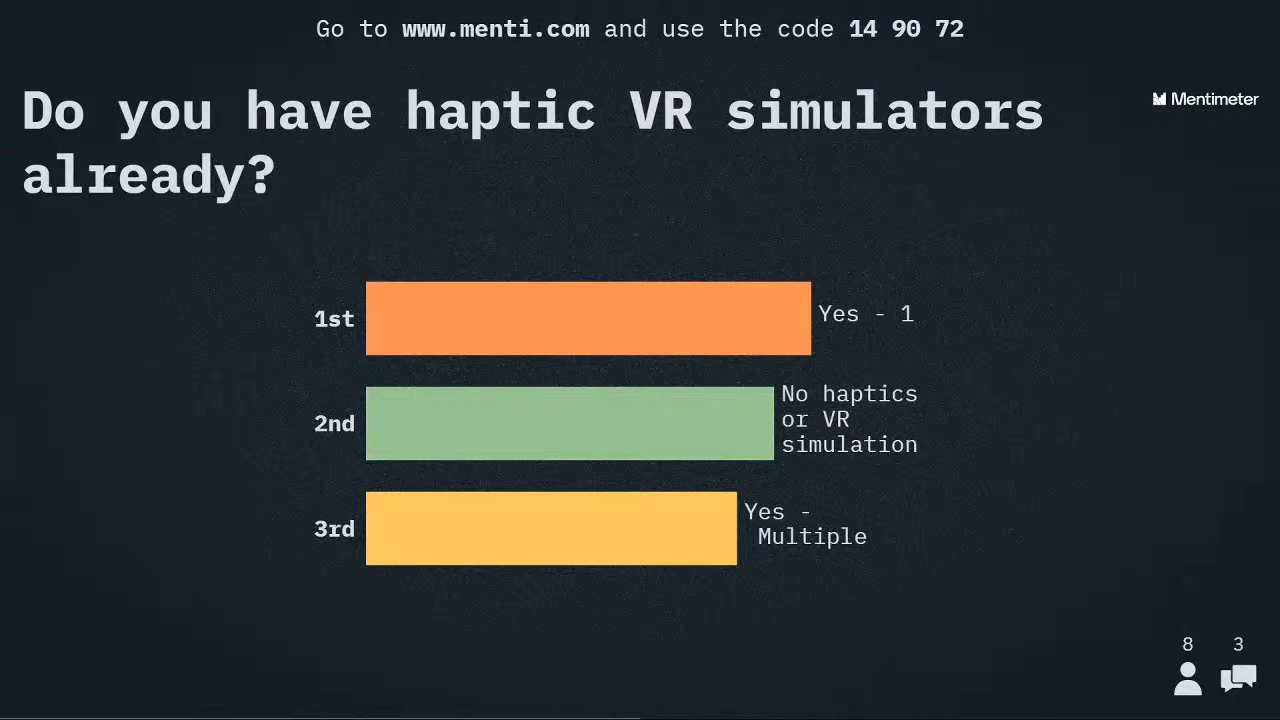 Go to www.menti.com and use the code 14 90 72
Do you have haptic VR simulators
already?
Mentimeter
1st
Yes - 1
2nd
No haptics
or VR
simulation
3rd
Yes -
Multiple
8
3